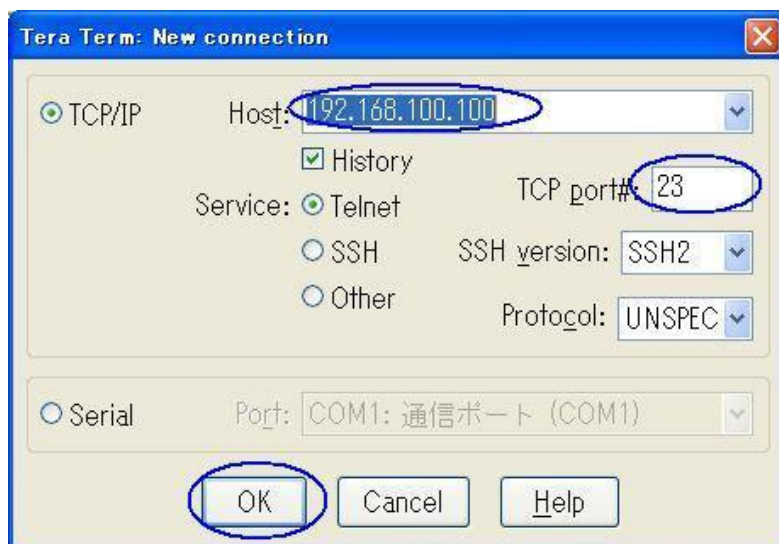 Tera Term: New connection
TCP/IP Host: 192.168.100.100
History
Service: Telnet TCP port#: 23
SSH SSH version: SSH2
Other Protocol: UNSPEC
Serial Port: COM1: 通信ポート (COM1)
OK Cancel Help